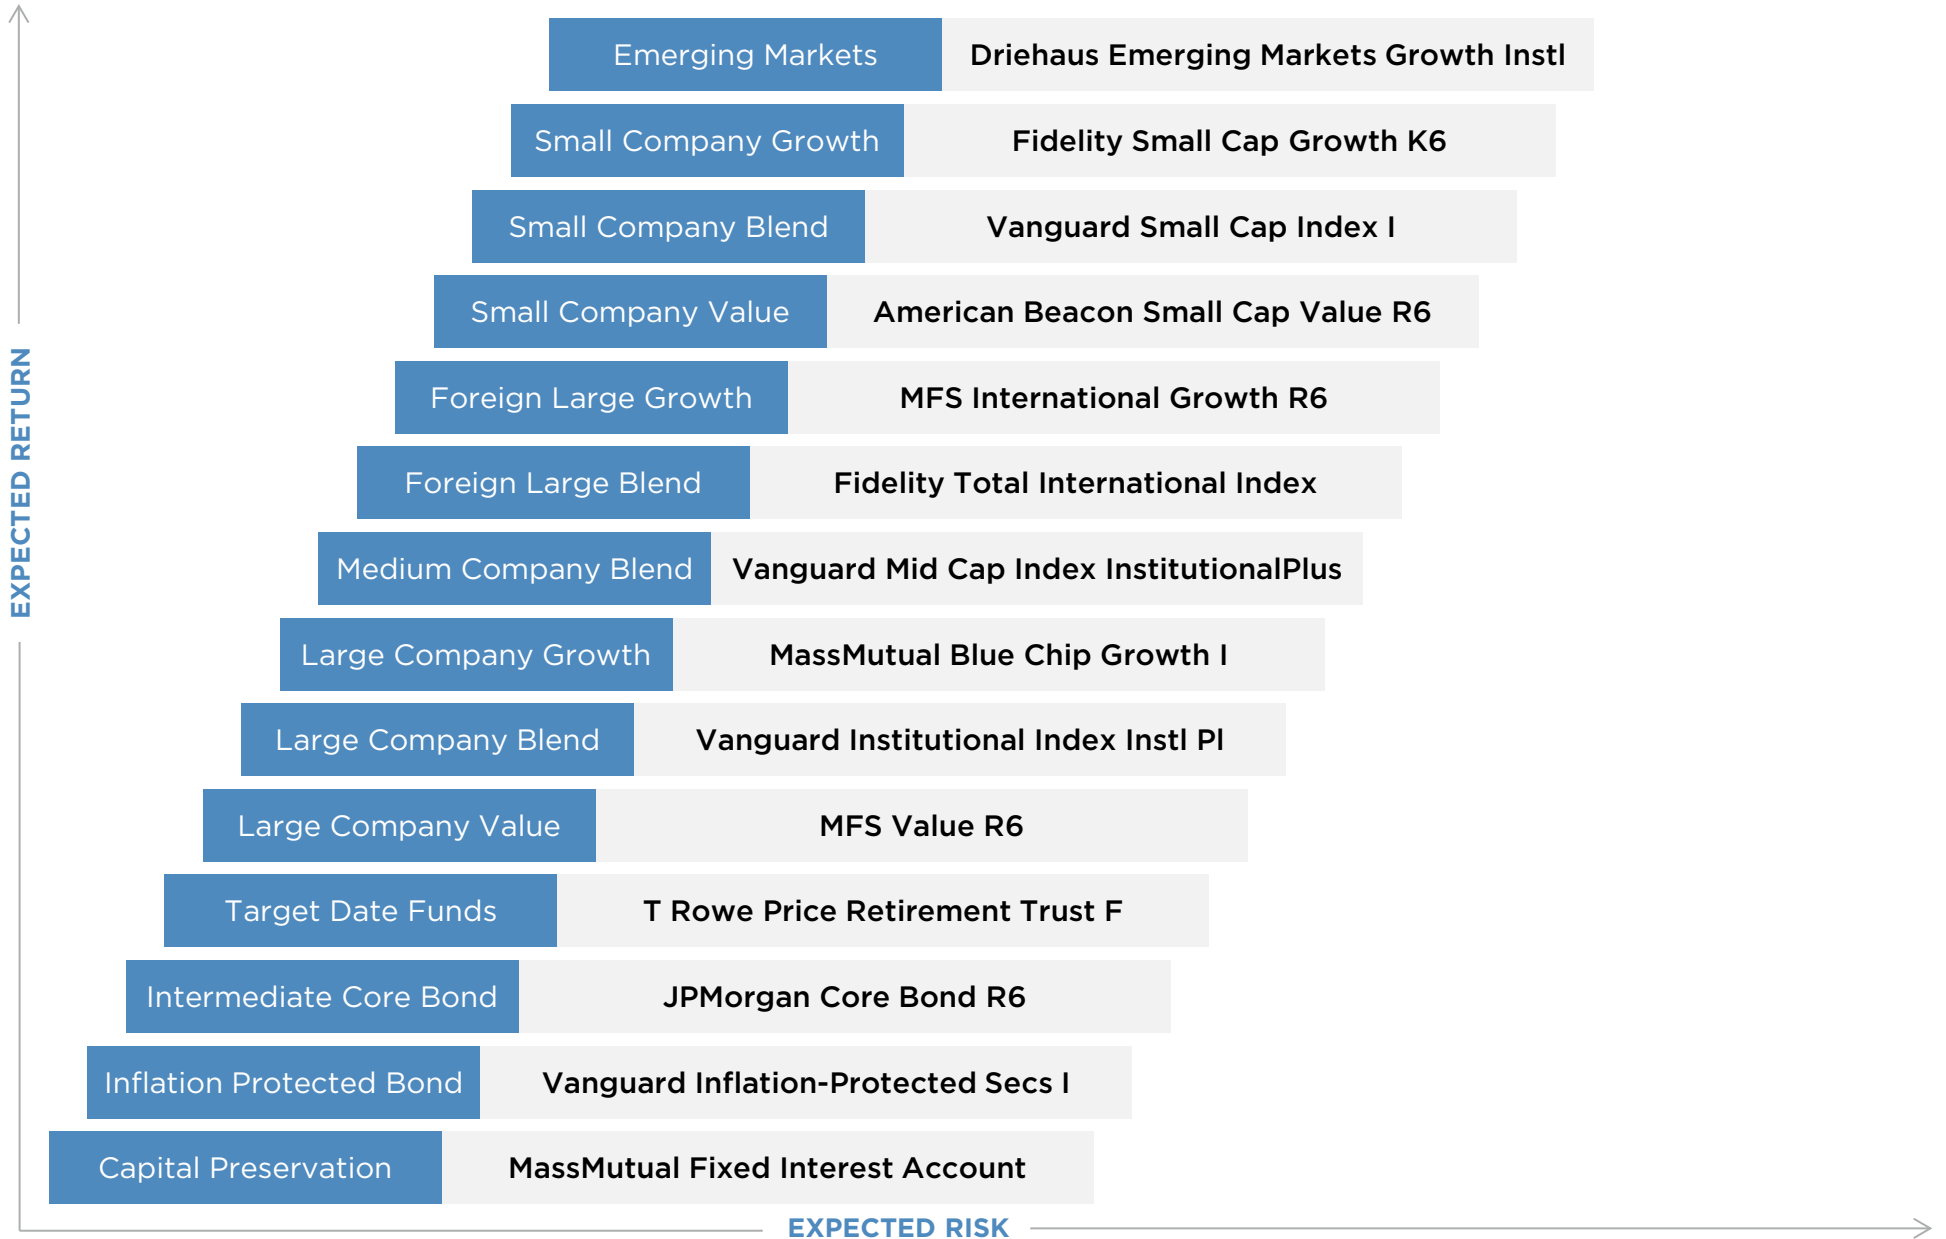 Emerging Markets Driehaus Emerging Markets Growth Instl
Small Company Growth Fidelity Small Cap Growth K6
Small Company Blend Vanguard Small Cap Index I
Small Company Value American Beacon Small Cap Value R6
Foreign Large Growth MFS International Growth R6
Foreign Large Blend Fidelity Total International Index
Medium Company Blend Vanguard Mid Cap Index InstitutionalPlus
Large Company Growth MassMutual Blue Chip Growth I
Large Company Blend Vanguard Institutional Index Instl Pl
Large Company Value MFS Value R6
Target Date Funds T Rowe Price Retirement Trust F
Intermediate Core Bond JPMorgan Core Bond R6
Inflation Protected Bond Vanguard Inflation-Protected Secs I
Capital Preservation MassMutual Fixed Interest Account
EXPECTED RETURN
EXPECTED RISK